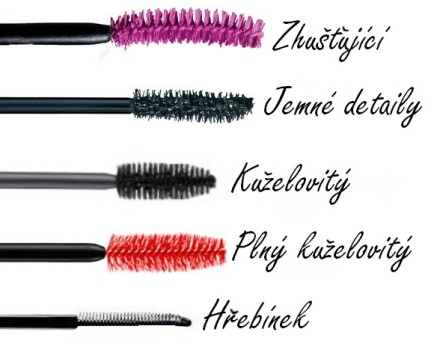 Zhušťující
Jemné detaily
Kuželovitý
Plný kuželovitý
Hřebínek